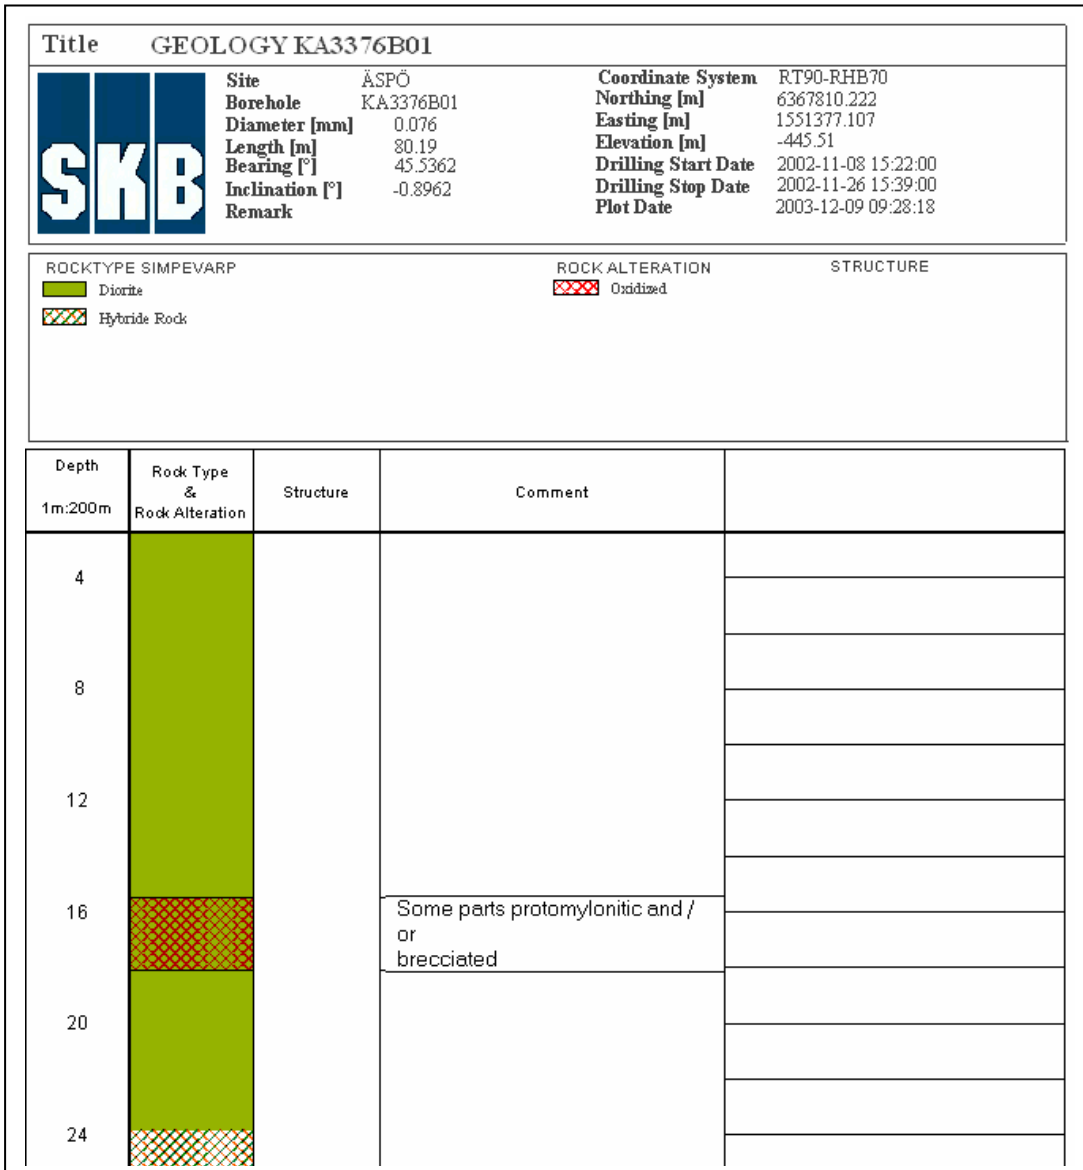 Title GEOLOGY KA3376B01
SKB
Site ÄSPÖ
Borehole KA3376B01
Diameter [mm] 0.076
Length [m] 80.19
Bearing [°] 45.5362
Inclination [°] -0.8962
Remark
Coordinate System RT90-RHB70
Northing [m] 6367810.222
Easting [m] 1551377.107
Elevation [m] -445.51
Drilling Start Date 2002-11-08 15:22:00
Drilling Stop Date 2002-11-26 15:39:00
Plot Date 2003-12-09 09:28:18
ROCKTYPE SIMPEVARP
Diorite
Hybride Rock
ROCK ALTERATION
Oxidized
STRUCTURE
Depth
1m:200m
Rock Type
&
Rock Alteration
Structure
Comment
4
8
12
16
Some parts protomylonitic and /
or
brecciated
20
24